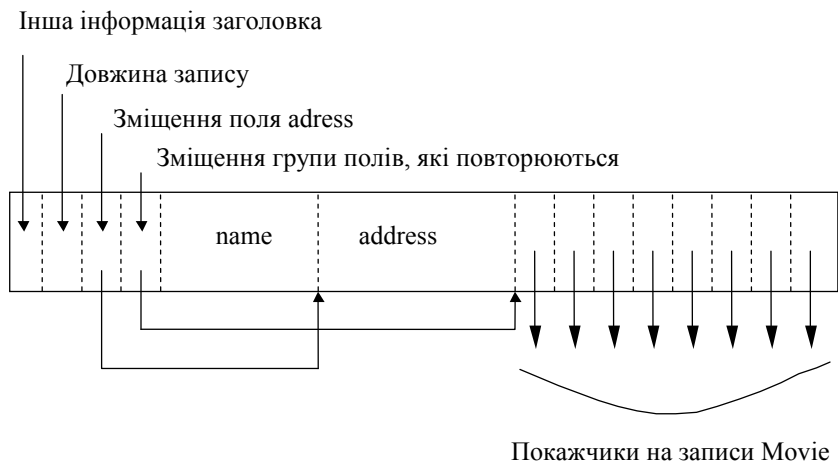 Інша інформація заголовка
Довжина запису
Зміщення поля adress
Зміщення групи полів, які повторюються
name address
Покажчики на записи Movie